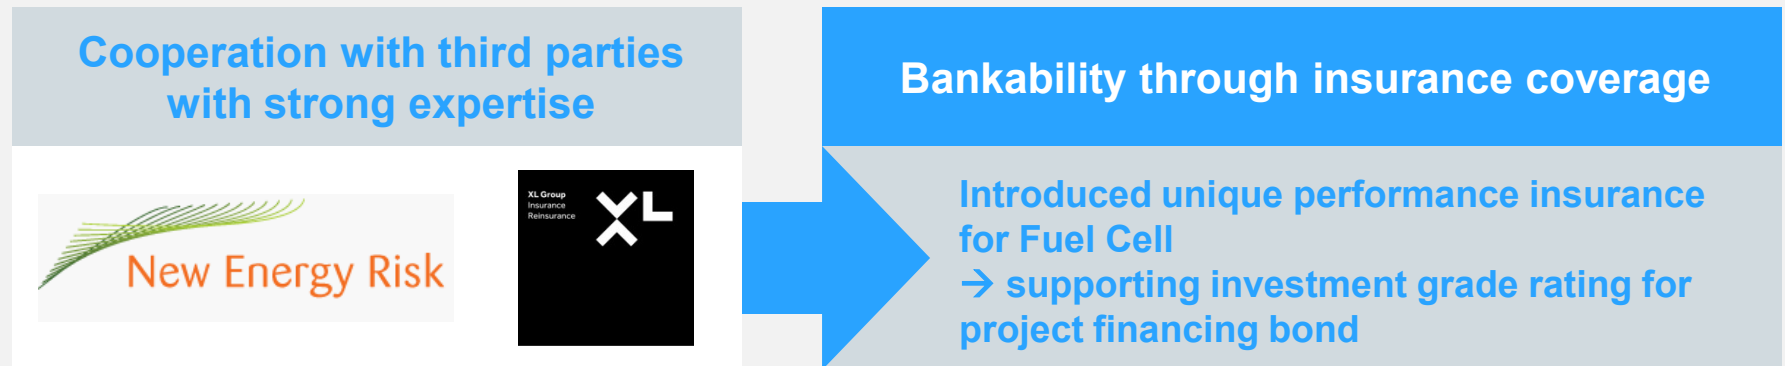 Cooperation with third parties
with strong expertise
New Energy Risk
XL Group
Insurance
Reinsurance
XL
Bankability through insurance coverage
Introduced unique performance insurance
for Fuel Cell
→ supporting investment grade rating for
project financing bond